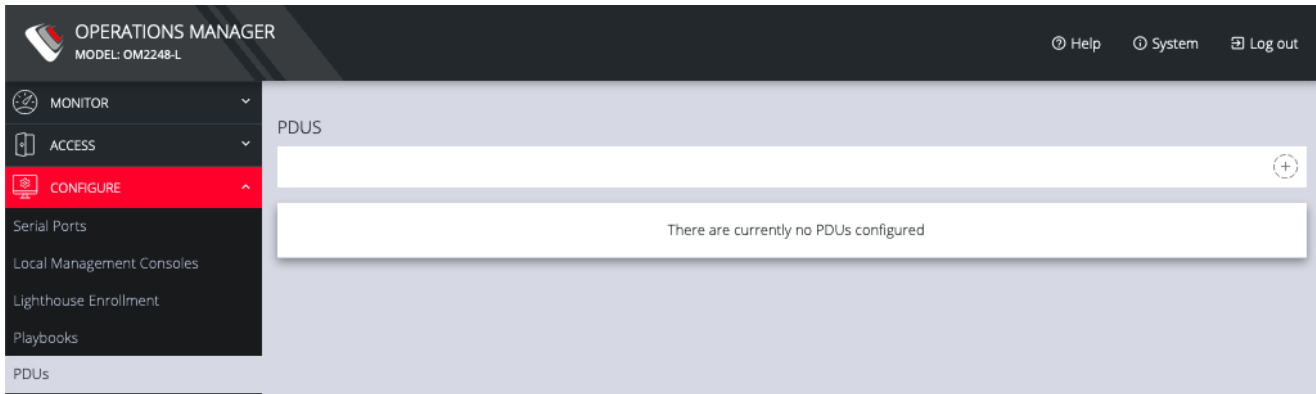 OPERATIONS MANAGER
MODEL: OM2248-L
Help System Log out
MONITOR
ACCESS
CONFIGURE
Serial Ports
Local Management Consoles
Lighthouse Enrollment
Playbooks
PDUs
PDUS
There are currently no PDUs configured